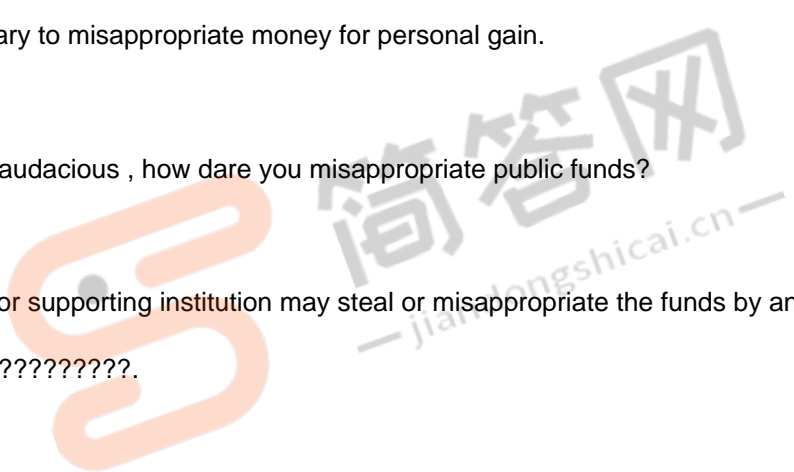 ary to misappropriate money for personal gain.
audacious , how dare you misappropriate public funds?
简答网
jiandongshicai.cn
or supporting institution may steal or misappropriate the funds by an
?????????.